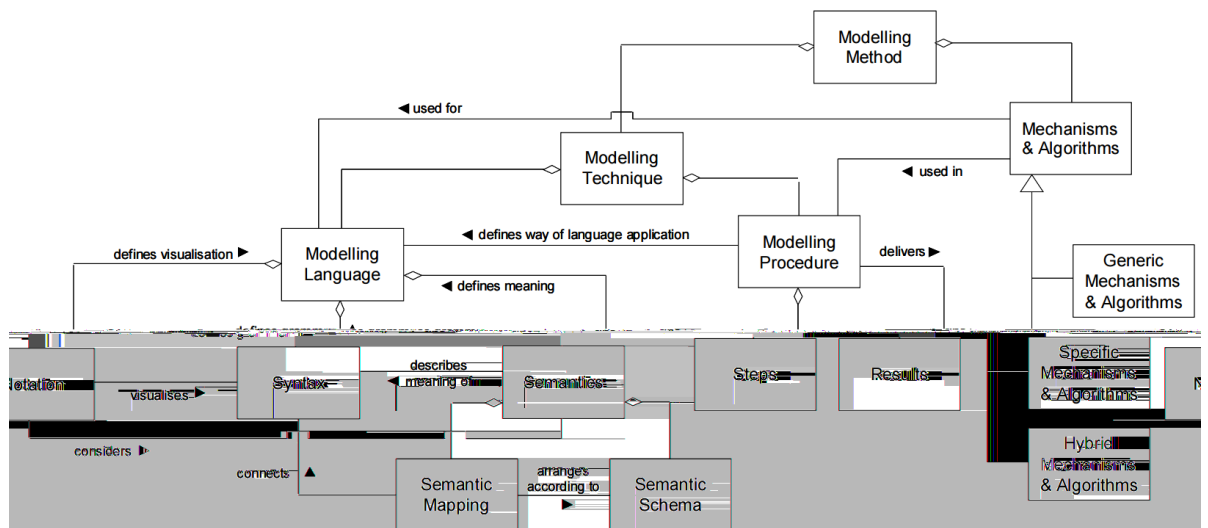 Modelling
Method
◄ used for
Mechanisms
& Algorithms
Modelling
Technique
◄ used in
defines visualisation ►
Modelling
Language
◄ defines way of language application
Modelling
Procedure
delivers ►
◄ defines meaning
Generic
Mechanisms
& Algorithms
visualises ►
Syntax
describes
◄ meaning of
Semantics
Steps
Results
Specific
Mechanisms
& Algorithms
considers ►
connects ▲
Semantic
Mapping
arranges
according to
►
Semantic
Schema
Hybrid
Mechanisms
& Algorithms